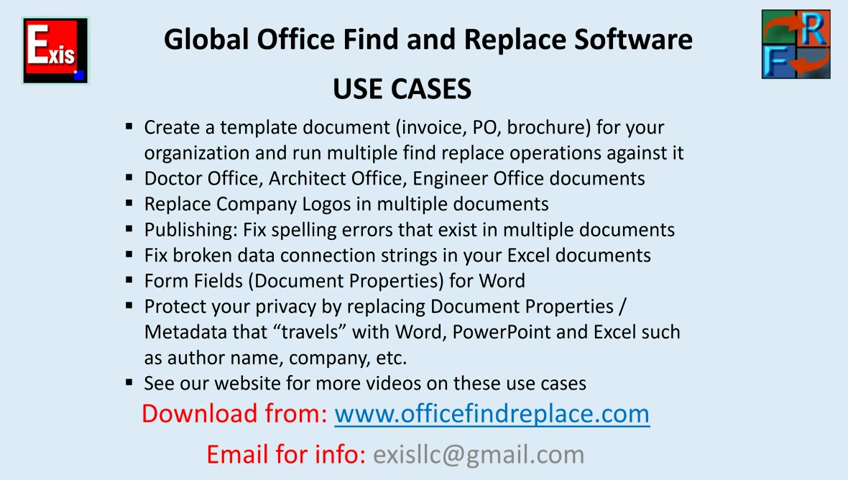 Exis
Global Office Find and Replace Software
R
F
USE CASES
▪ Create a template document (invoice, PO, brochure) for your
organization and run multiple find replace operations against it
▪ Doctor Office, Architect Office, Engineer Office documents
▪ Replace Company Logos in multiple documents
▪ Publishing: Fix spelling errors that exist in multiple documents
▪ Fix broken data connection strings in your Excel documents
▪ Form Fields (Document Properties) for Word
▪ Protect your privacy by replacing Document Properties /
Metadata that “travels” with Word, PowerPoint and Excel such
as author name, company, etc.
▪ See our website for more videos on these use cases
Download from: www.officefindreplace.com
Email for info: exisllc@gmail.com